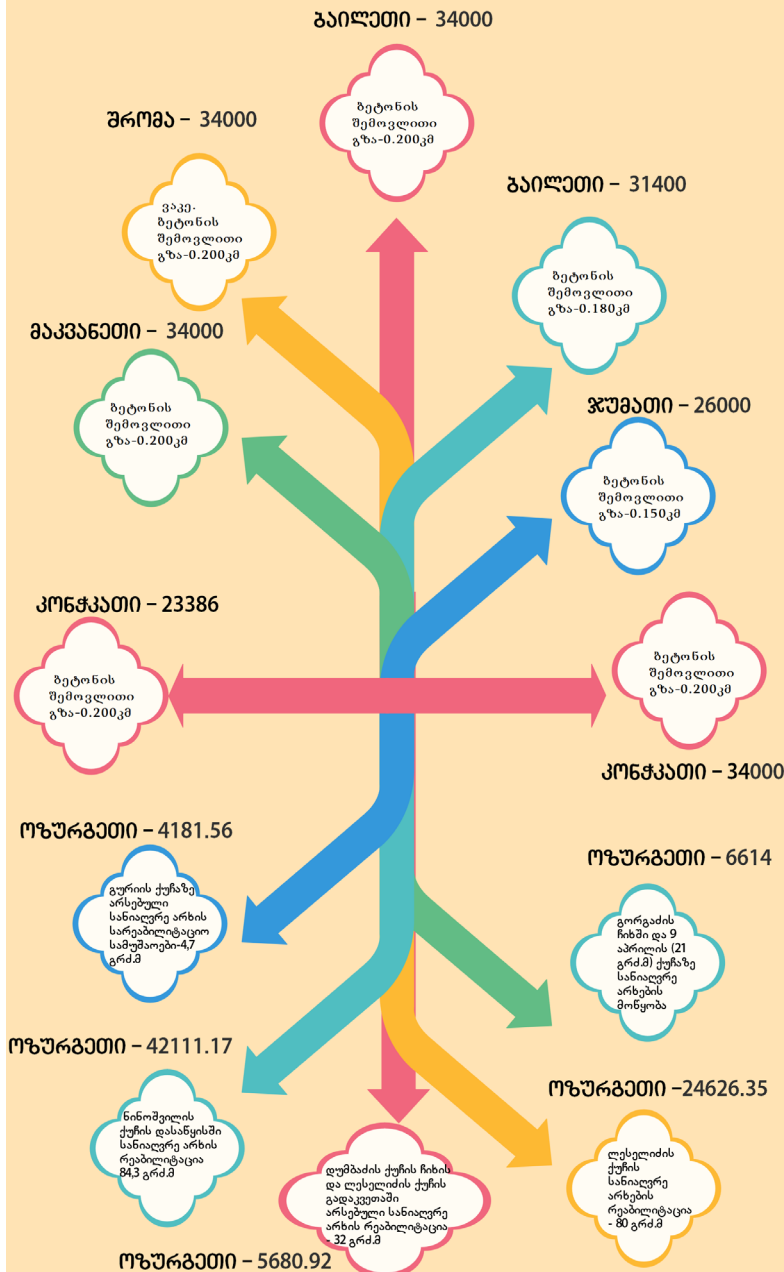 ბაილეთი - 34000
ბეტონის
შემოვლითი
გზა-0.200კმ
შრომა - 34000
ვაკე.
ბეტონის
შემოვლითი
გზა-0.200კმ
ბაილეთი - 31400
ბეტონის
შემოვლითი
გზა-0.180კმ
მაკვანეთი - 34000
ბეტონის
შემოვლითი
გზა-0.200კმ
ჯუმათი - 26000
ბეტონის
შემოვლითი
გზა-0.150კმ
კონჭკათი - 23386
ბეტონის
შემოვლითი
გზა-0.200კმ
ბეტონის
შემოვლითი
გზა-0.200კმ
კონჭკათი - 34000
ოზურგეთი - 4181.56
გურიის ქუჩაზე
არსებული
სანიაღვრე არხის
სარეაბილიტაციო
სამუშაოები-4,7
გრძ.მ
ოზურგეთი - 6614
გორგაძის
ჩიხში და 9
აპრილის (21
გრძ.მ) ქუჩაზე
სანიაღვრე
არხების
მოწყობა
ოზურგეთი - 42111.17
ნინოშვილის
ქუჩის დასაწყისში
სანიაღვრე არხის
რეაბილიტაცია
84,3 გრძ.მ
ოზურგეთი -24626.35
ლესელიძის
ქუჩის
სანიაღვრე
არხების
რეაბილიტაცია
- 80 გრძ.მ
დუმბაძის ქუჩის ჩიხის
და ლესელიძის ქუჩის
გადაკვეთაში
არსებული სანიაღვრე
არხის რეაბილიტაცია
- 32 გრძ.მ
ოზურგეთი - 5680.92